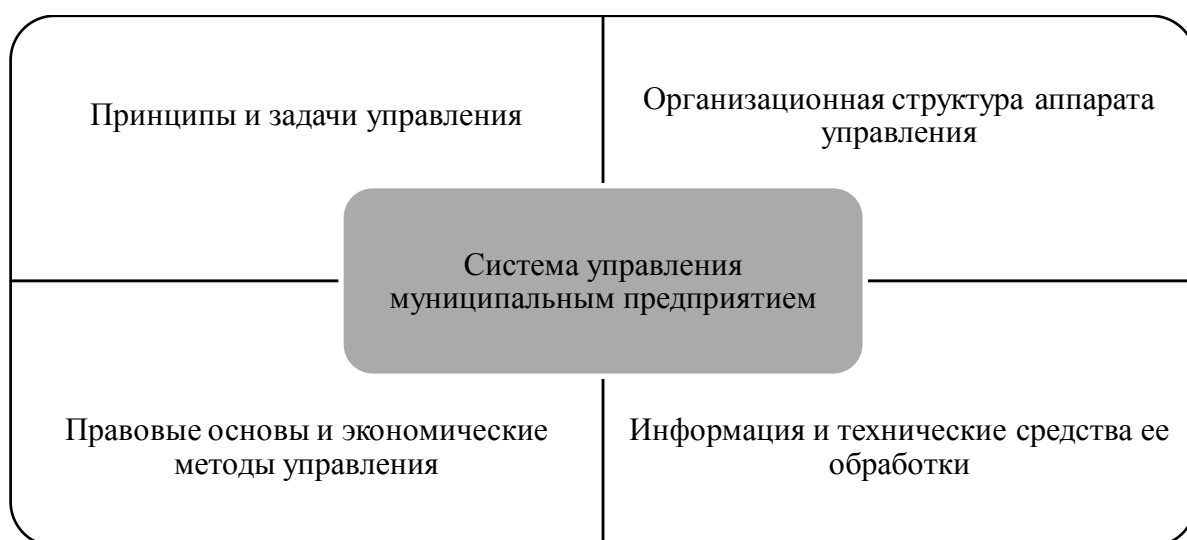 Принципы и задачи управления
Организационная структура аппарата
управления
Система управления
муниципальным предприятием
Правовые основы и экономические
методы управления
Информация и технические средства ее
обработки